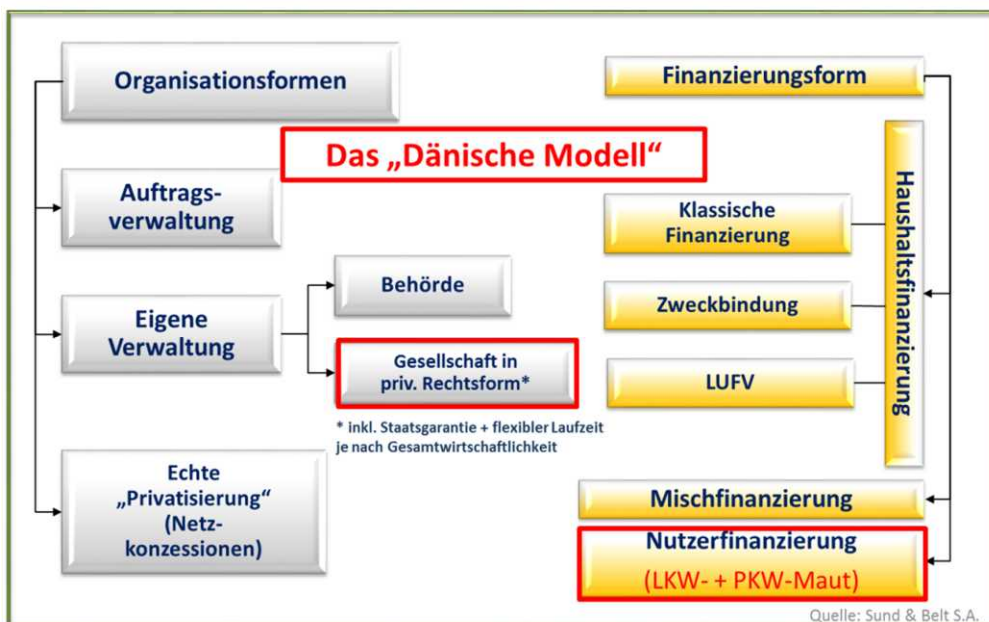 Organisationsformen
Finanzierungsform
Das „Dänische Modell“
Auftrags-
verwaltung
Eigene
Verwaltung
Behörde
Gesellschaft in
priv. Rechtsform*
* inkl. Staatsgarantie + flexibler Laufzeit
je nach Gesamtwirtschaftlichkeit
Echte
„Privatisierung“
(Netz-
konzessionen)
Haushaltsfinanzierung
Klassische
Finanzierung
Zweckbindung
LUFV
Mischfinanzierung
Nutzerfinanzierung
(LKW- + PKW-Maut)
Quelle: Sund & Belt S.A.